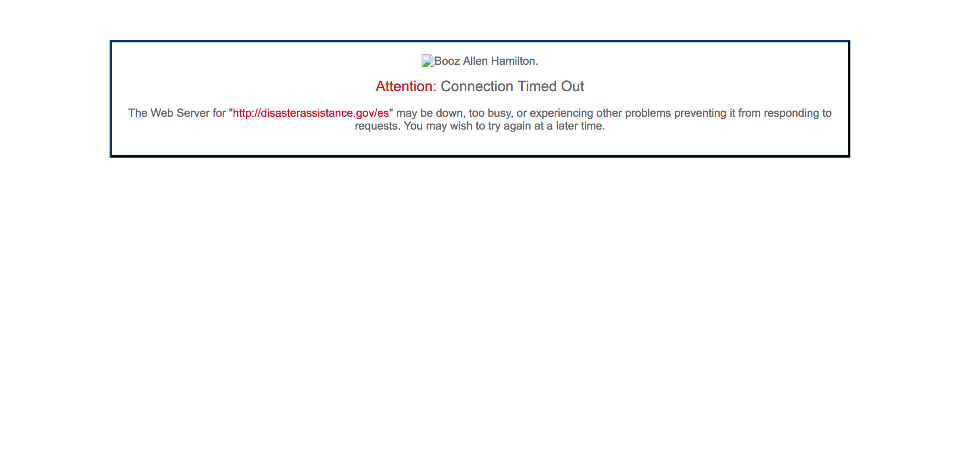 Booz Allen Hamilton.
Attention: Connection Timed Out
The Web Server for "http://disasterassistance.gov/es" may be down, too busy, or experiencing other problems preventing it from responding to
requests. You may wish to try again at a later time.